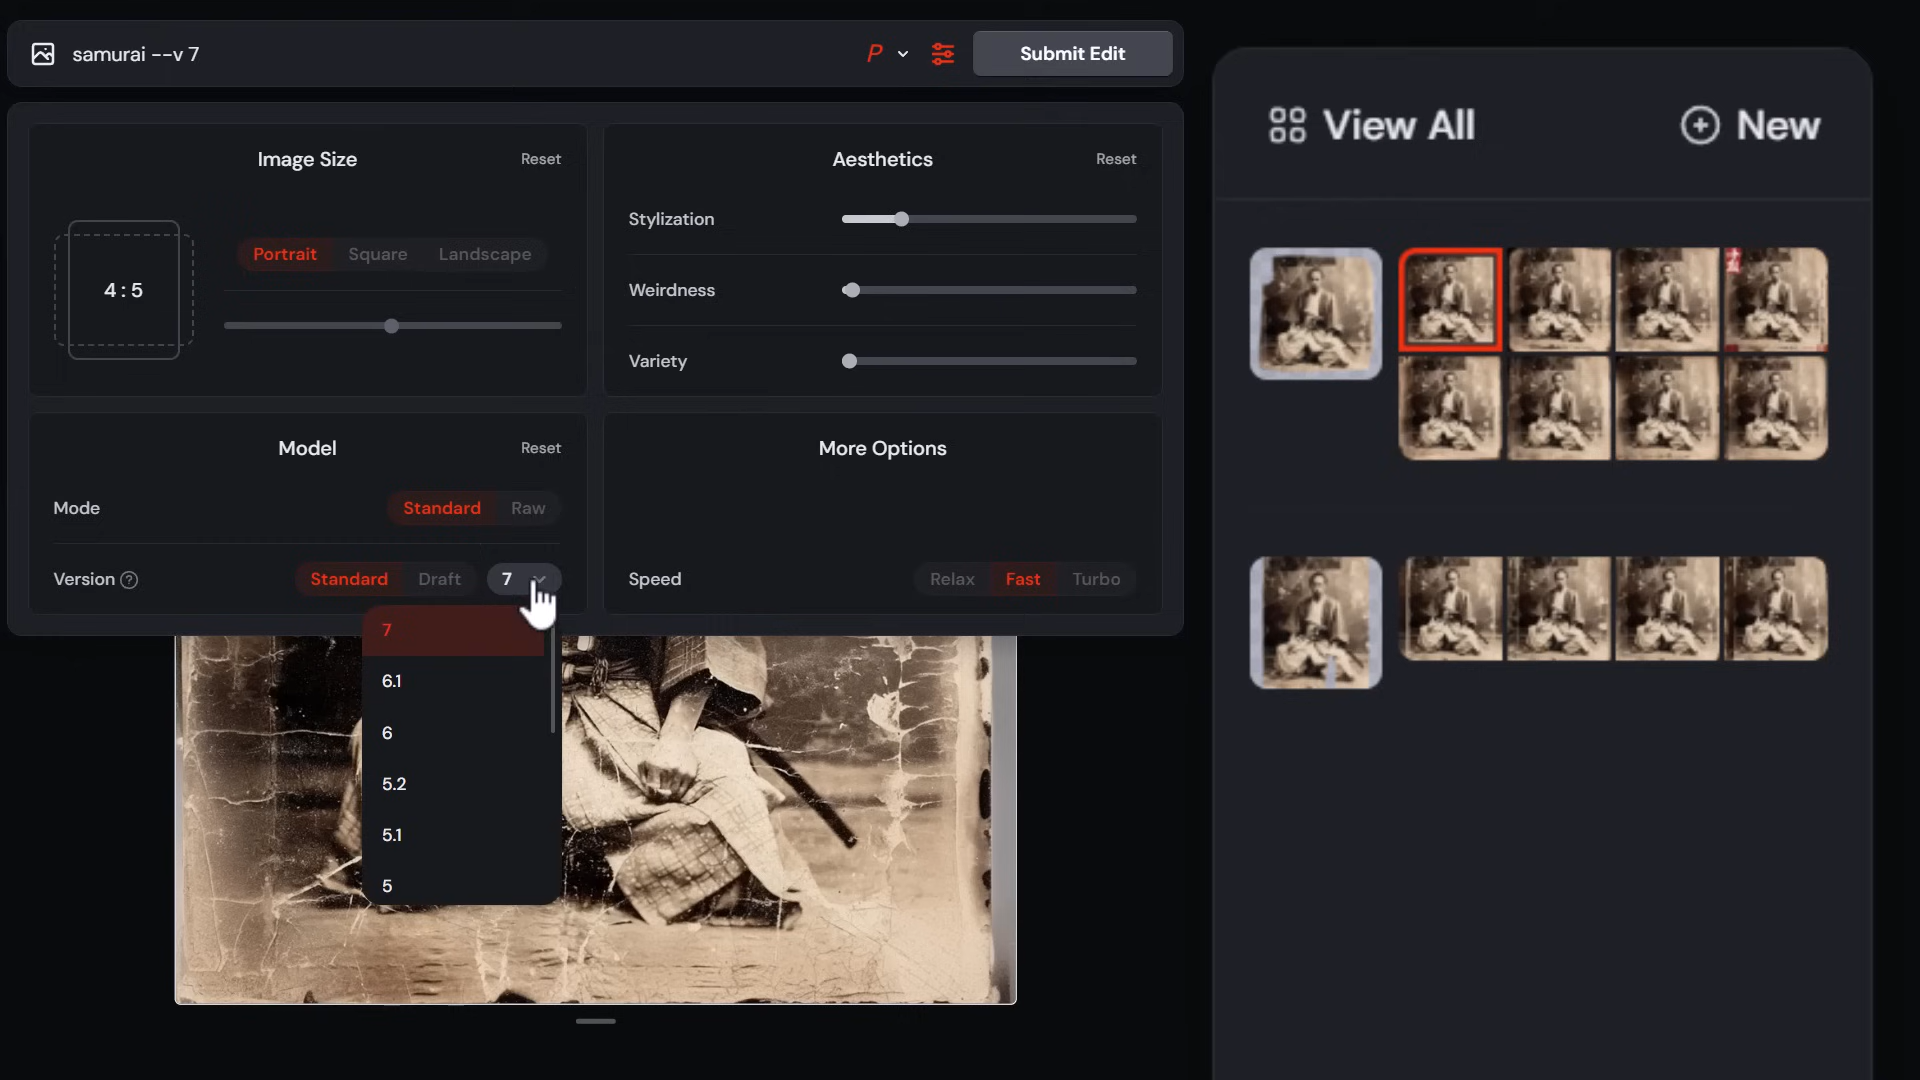 samurai --v 7
P
Submit Edit
View All
New
Image Size
Reset
4 : 5
Portrait
Square
Landscape
Aesthetics
Reset
Stylization
Weirdness
Variety
Model
Reset
Mode
Standard
Raw
Version ?
Standard
Draft
7
7
6.1
6
5.2
5.1
5
More Options
Speed
Relax
Fast
Turbo